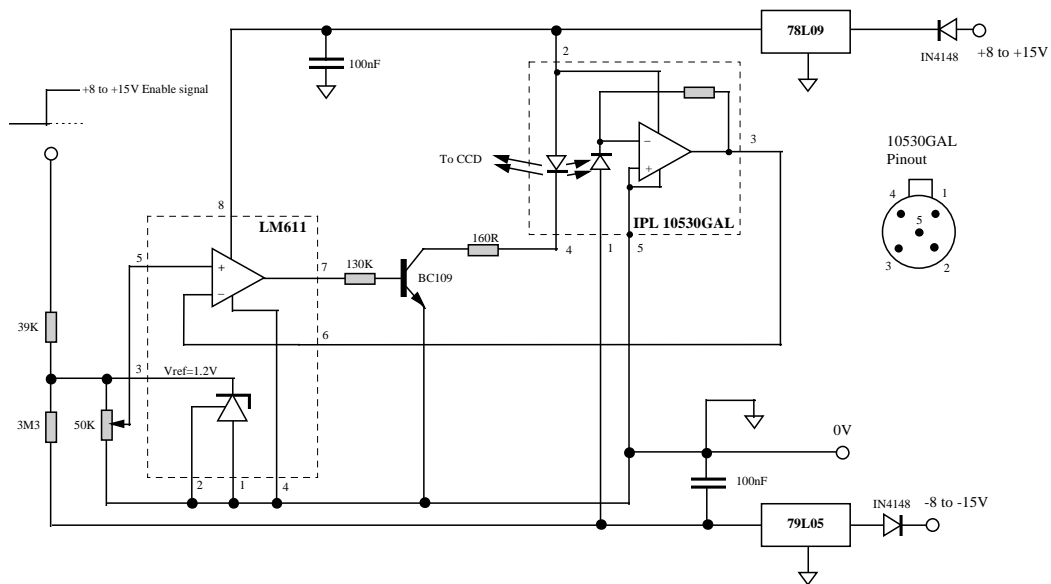 78L09
IN4148
+8 to +15V
100nF
2
+8 to +15V Enable signal
−
+
3
To CCD
10530GAL
Pinout
4
1
5
3
2
8
LM611
IPL 10530GAL
160R
4
1
5
5
+
−
7
130K
BC109
39K
6
3
Vref=1.2V
3M3
50K
0V
2
1
4
100nF
79L05
IN4148
-8 to -15V